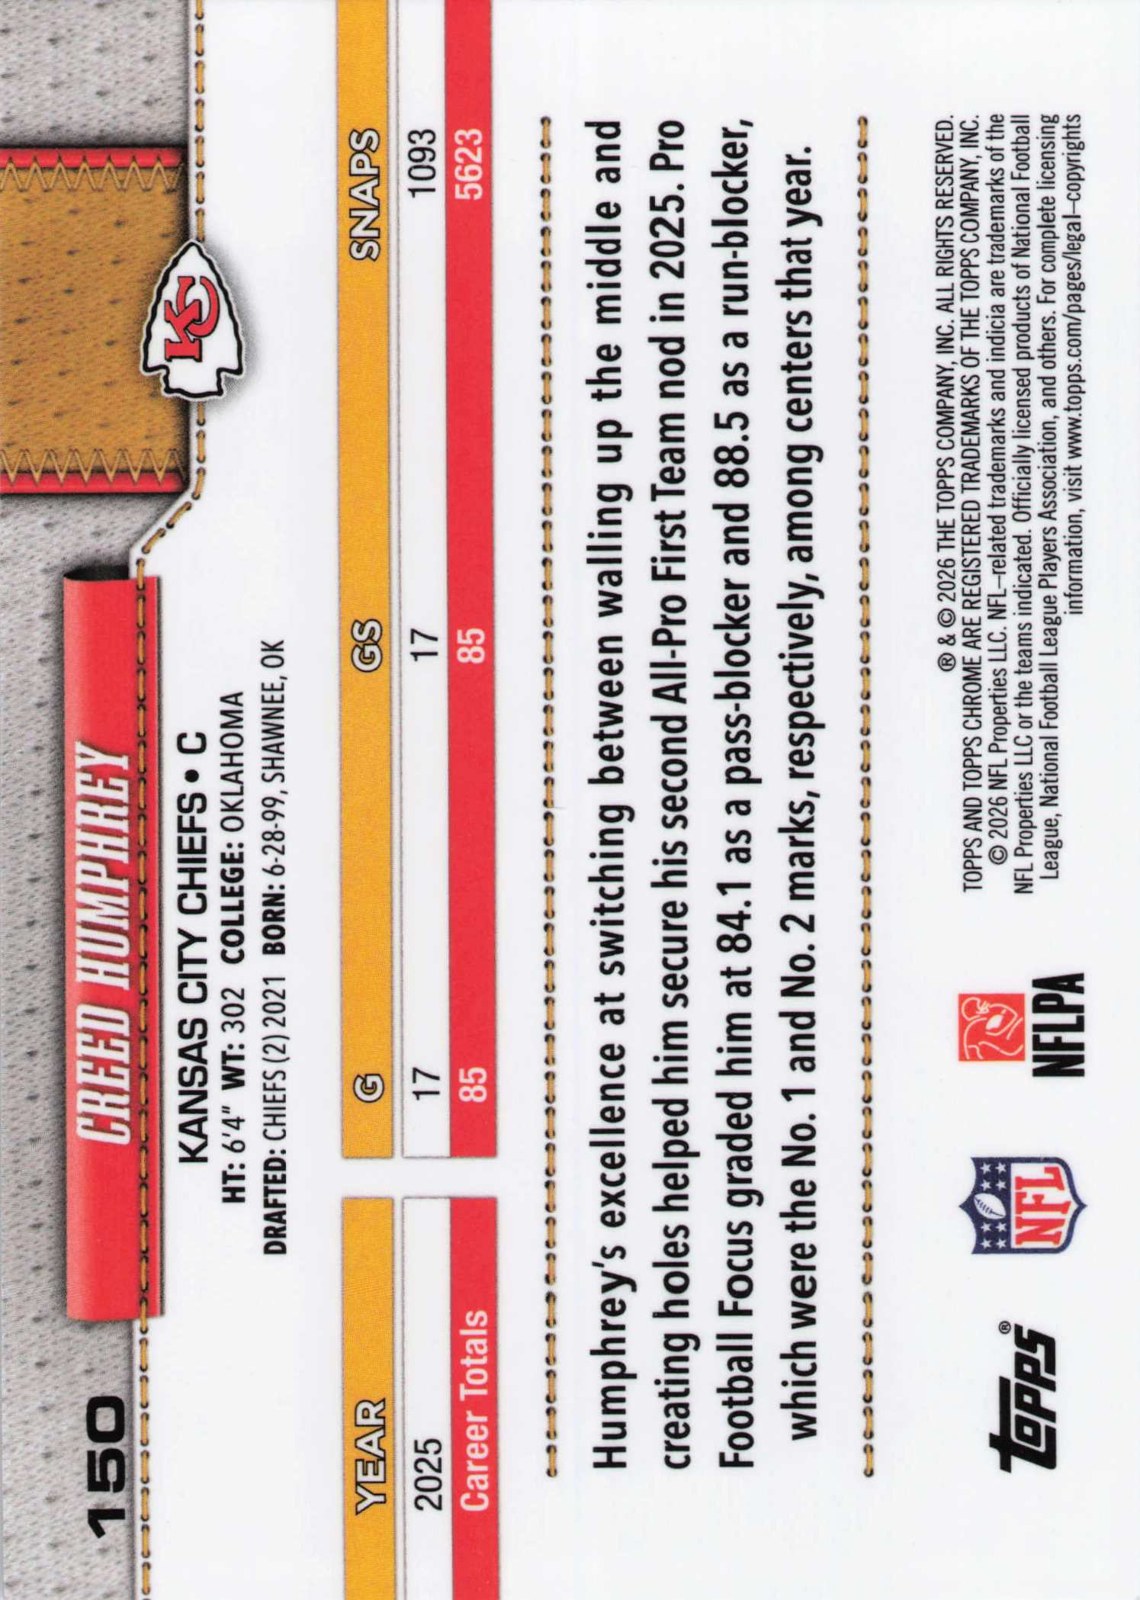 150
CREED HUMPHREY
KANSAS CITY CHIEFS • C
HT: 6'4" WT: 302 COLLEGE: OKLAHOMA
DRAFTED: CHIEFS (2) 2021 BORN: 6-28-99, SHAWNEE, OK
KC
YEAR G GS SNAPS
2025 17 17 1093
Career Totals 85 85 5623
Humphrey's excellence at switching between walling up the middle and
creating holes helped him secure his second All-Pro First Team nod in 2025. Pro
Football Focus graded him at 84.1 as a pass-blocker and 88.5 as a run-blocker,
which were the No. 1 and No. 2 marks, respectively, among centers that year.
topps®
NFL
NFLPA
® & © 2026 THE TOPPS COMPANY, INC. ALL RIGHTS RESERVED.
TOPPS AND TOPPS CHROME ARE REGISTERED TRADEMARKS OF THE TOPPS COMPANY, INC.
© 2026 NFL Properties LLC. NFL–related trademarks and indicia are trademarks of the
NFL Properties LLC or the teams indicated. Officially licensed products of National Football
League, National Football League Players Association, and others. For complete licensing
information, visit www.topps.com/pages/legal–copyrights